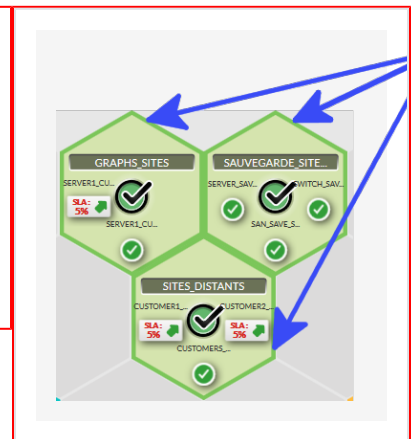 GRAPHS_SITES
SERVER1_CU...
SLA:
5%
SERVER1_CU...
SAUVEGARDE_SITE...
SERVER_SAV... SWITCH_SAV...
SAN_SAVE_S...
SITES_DISTANTS
CUSTOMER1_... CUSTOMER2_...
SLA: SLA:
5% 5%
CUSTOMERS_...